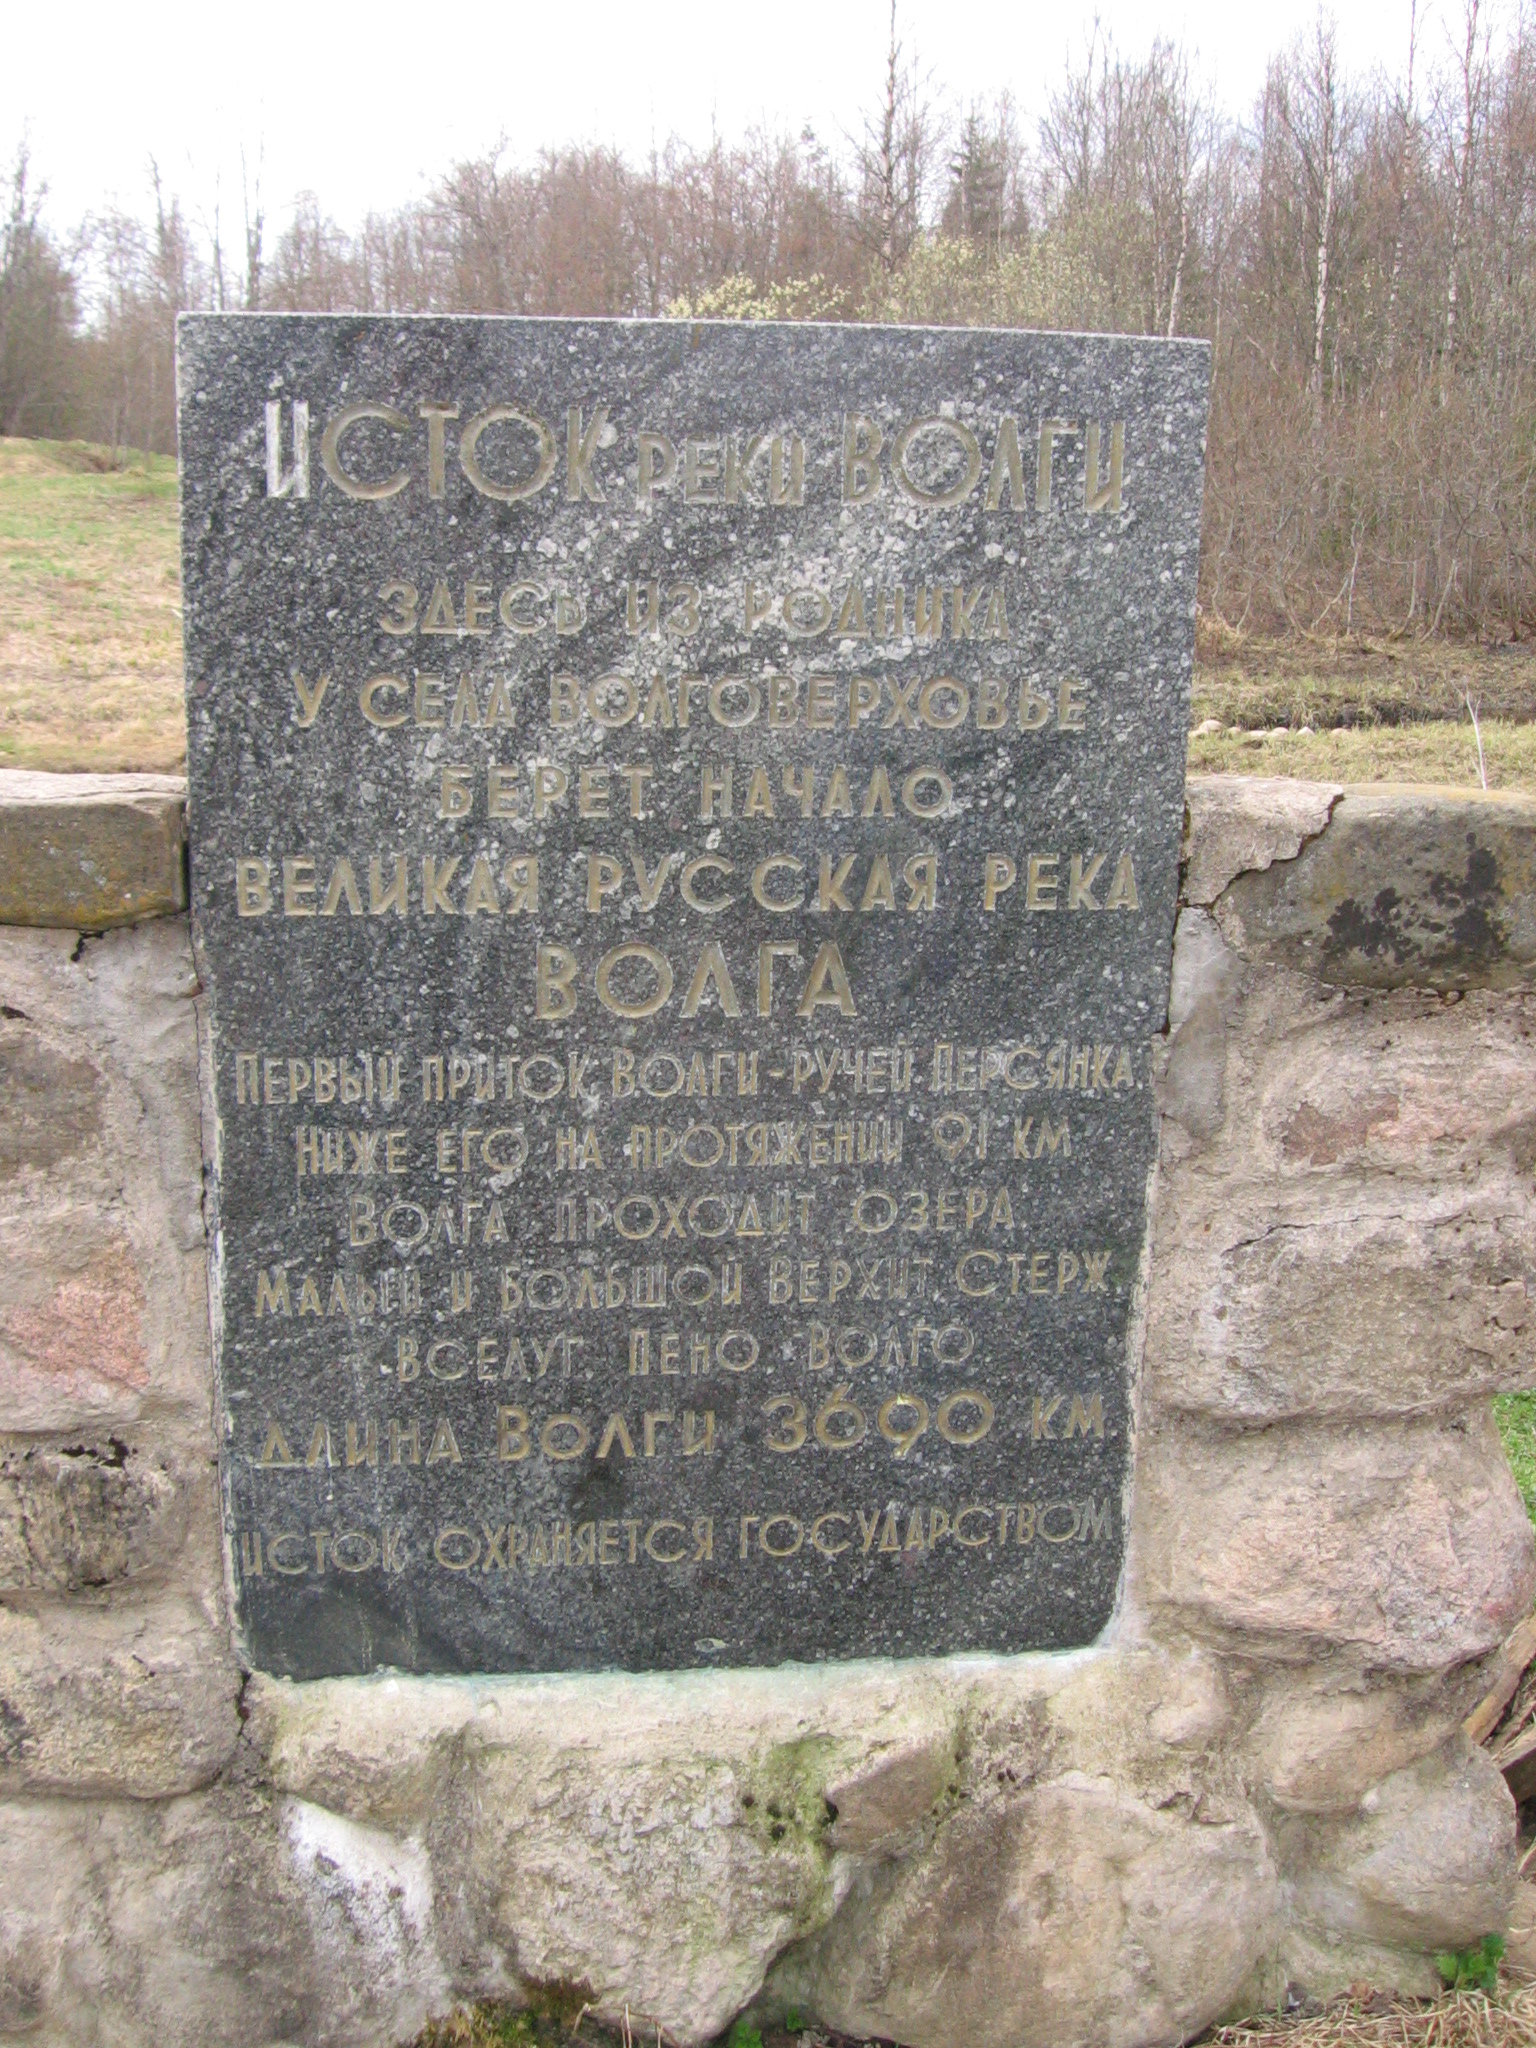 ИСТОК РЕКИ ВОЛГИ
ЗДЕСЬ ИЗ РОДНИКА
У СЕЛА ВОЛГОВЕРХОВЬЕ
БЕРЕТ НАЧАЛО
ВЕЛИКАЯ РУССКАЯ РЕКА
ВОЛГА
ПЕРВЫЙ ПРИТОК ВОЛГИ-РУЧЕЙ ПЕРСЯНКА.
НИЖЕ ЕГО НА ПРОТЯЖЕНИИ 91 КМ
ВОЛГА ПРОХОДИТ ОЗЕРА
МАЛЫЙ И БОЛЬШОЙ ВЕРХИТ, СТЕРЖ,
ВСЕЛУГ, ПЕНО, ВОЛГО
ДЛИНА ВОЛГИ 3690 КМ.
ИСТОК ОХРАНЯЕТСЯ ГОСУДАРСТВОМ